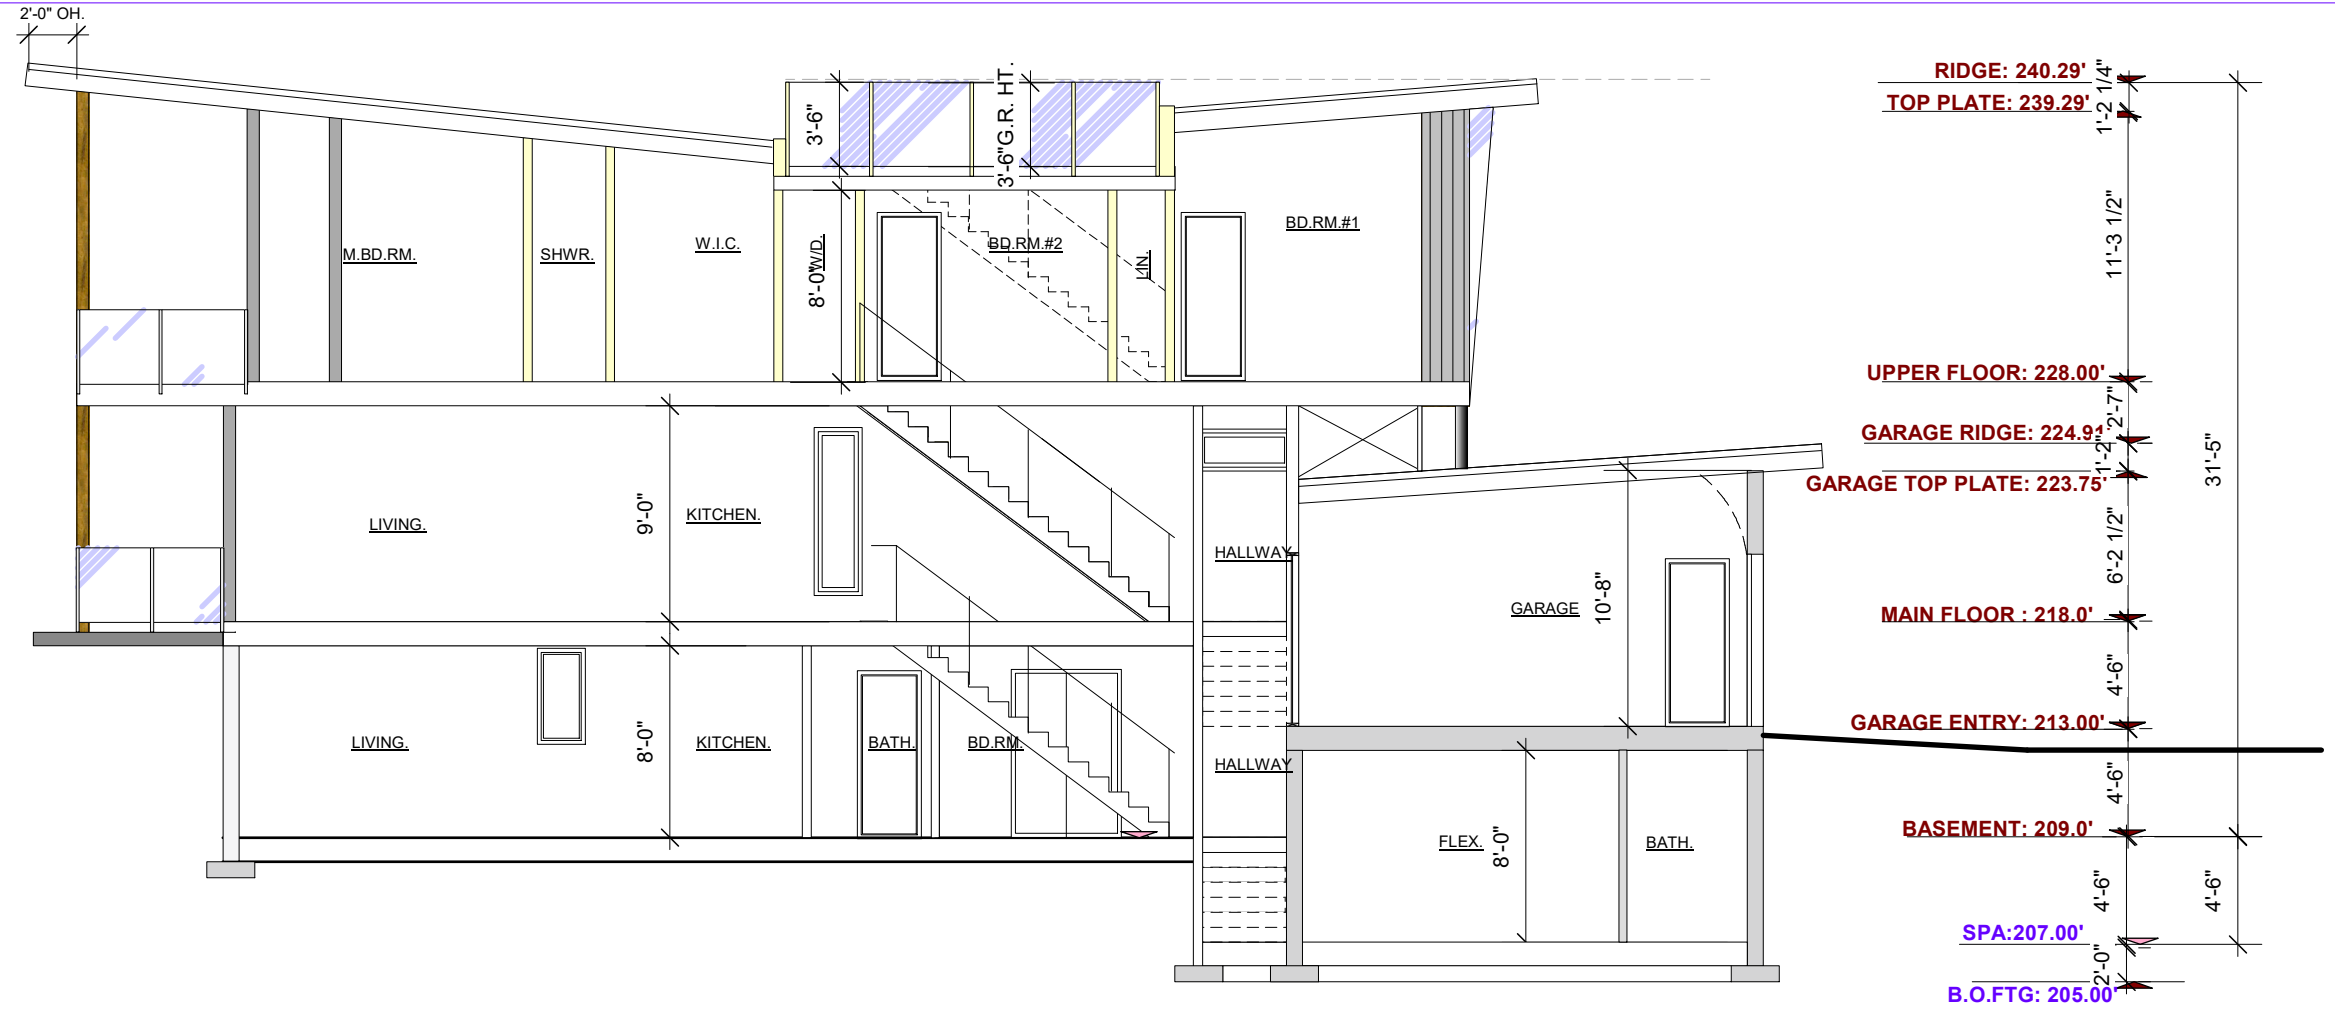 2'-0" OH.
RIDGE: 240.29'
1'-2 1/4"
TOP PLATE: 239.29'
3'-6"
3'-6"G.R. HT.
11'-3 1/2"
M.BD.RM.
SHWR.
W.I.C.
W/D.
8'-0"
BD.RM.#2
LIN.
BD.RM.#1
UPPER FLOOR: 228.00'
2'-7"
GARAGE RIDGE: 224.91'
1'-2"
GARAGE TOP PLATE: 223.75'
31'-5"
LIVING.
9'-0"
KITCHEN.
HALLWAY
GARAGE
10'-8"
6'-2 1/2"
MAIN FLOOR : 218.0'
4'-6"
GARAGE ENTRY: 213.00'
LIVING.
8'-0"
KITCHEN.
BATH.
BD.RM.
HALLWAY
4'-6"
BASEMENT: 209.0'
FLEX.
8'-0"
BATH.
4'-6"
4'-6"
SPA:207.00'
2'-0"
B.O.FTG: 205.00'